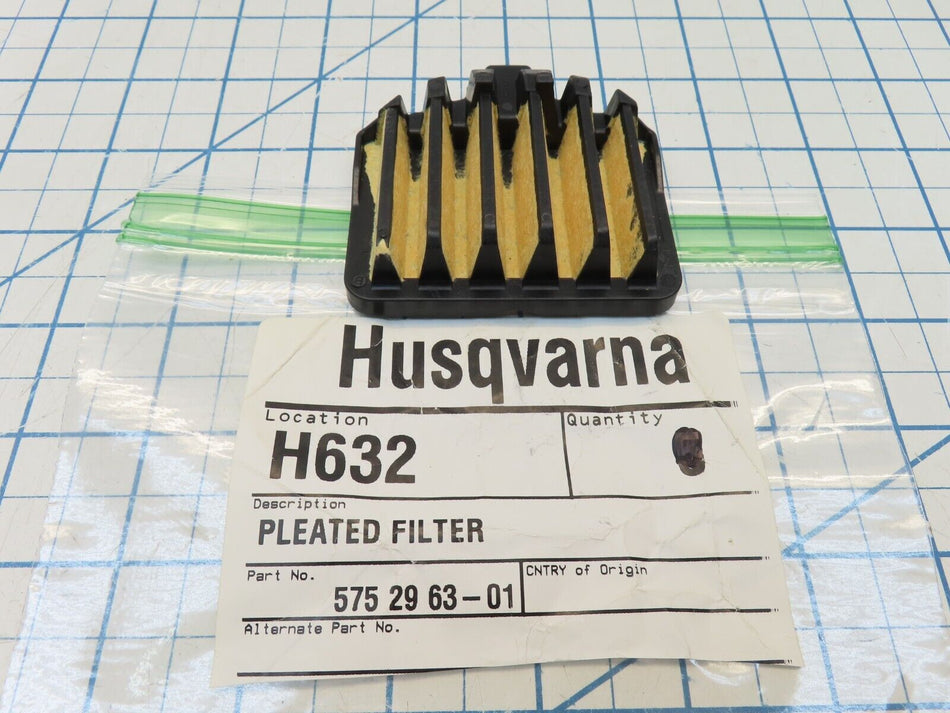 Husqvarna
Location
H632
Quantity
Description
PLEATED FILTER
Part No.
575 29 63-01
CNTRY of Origin
Alternate Part No.